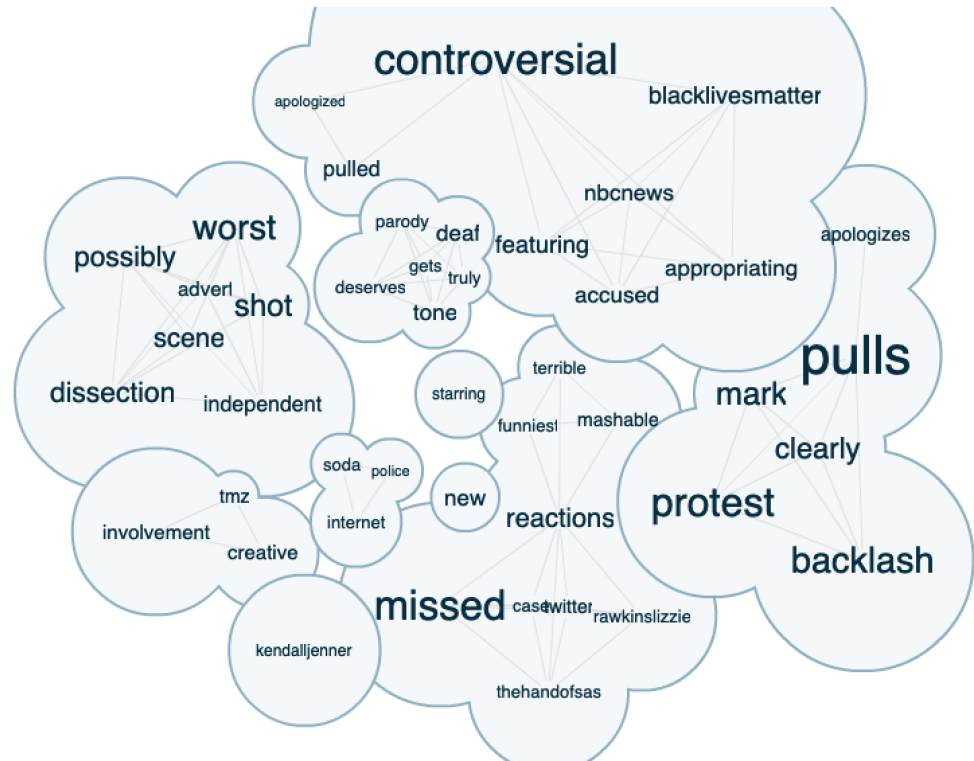 controversial
apologized
blacklivesmatter
pulled
nbcnews
featuring
appropriating
accused
parody
deaf
gets
truly
deserves
tone
worst
possibly
shot
scene
dissection
independent
apologizes
pulls
mark
clearly
protest
backlash
starring
terrible
mashable
soda
police
internet
new
tmz
involvement
creative
reactions
missed
case
twitter
rawkinslizzie
thehandofsas
kendalljenner